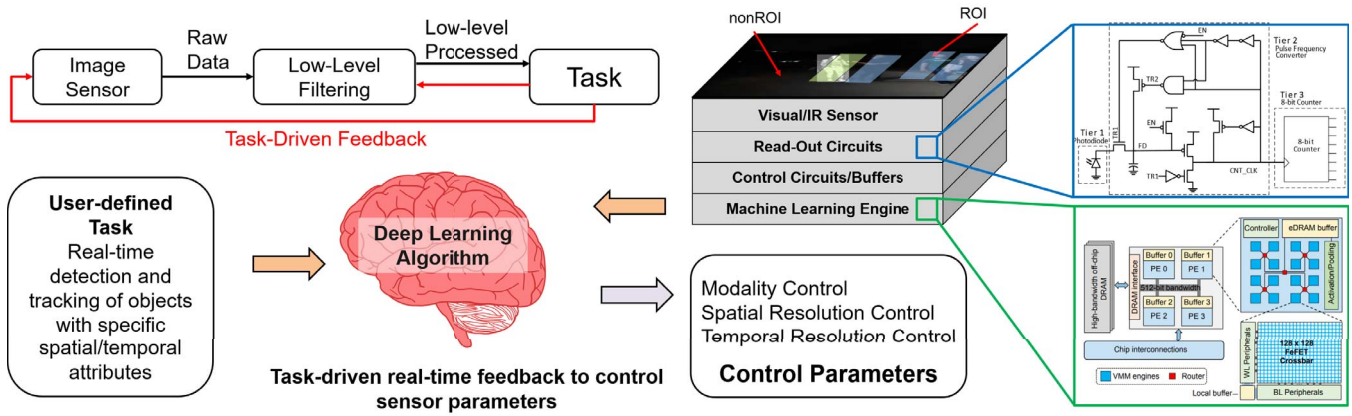 Image
Sensor
Raw
Data
Low-Level
Filtering
Low-level
Prccessed
Task
Task-Driven Feedback
User-defined
Task
Real-time
detection and
tracking of objects
with specific
spatial/temporal
attributes
Deep Learning
Algorithm
Task-driven real-time feedback to control
sensor parameters
nonROI
ROI
Visual/IR Sensor
Read-Out Circuits
Control Circuits/Buffers
Machine Learning Engine
Modality Control
Spatial Resolution Control
Temporal Resolution Control
Control Parameters
EN
Tier 2
Pulse Frequency
Converter
TR2
Tier 3
8-bit Counter
EN
Tier 1
Photodiode
TR1
FD
8-bit
Counter
TR1
CNT_CLK
Controller
eDRAM buffer
Activation/Pooling
High-bandwidth off-chip
DRAM
DRAM interface
Buffer 0
Buffer 1
PE 0
PE 1
512-bit bandwidth
Buffer 2
Buffer 3
PE 2
PE 3
Chip interconnections
VMM engines
Router
WL Peripherals
128 x 128
FeFET
Crossbar
Local buffer
BL Peripherals